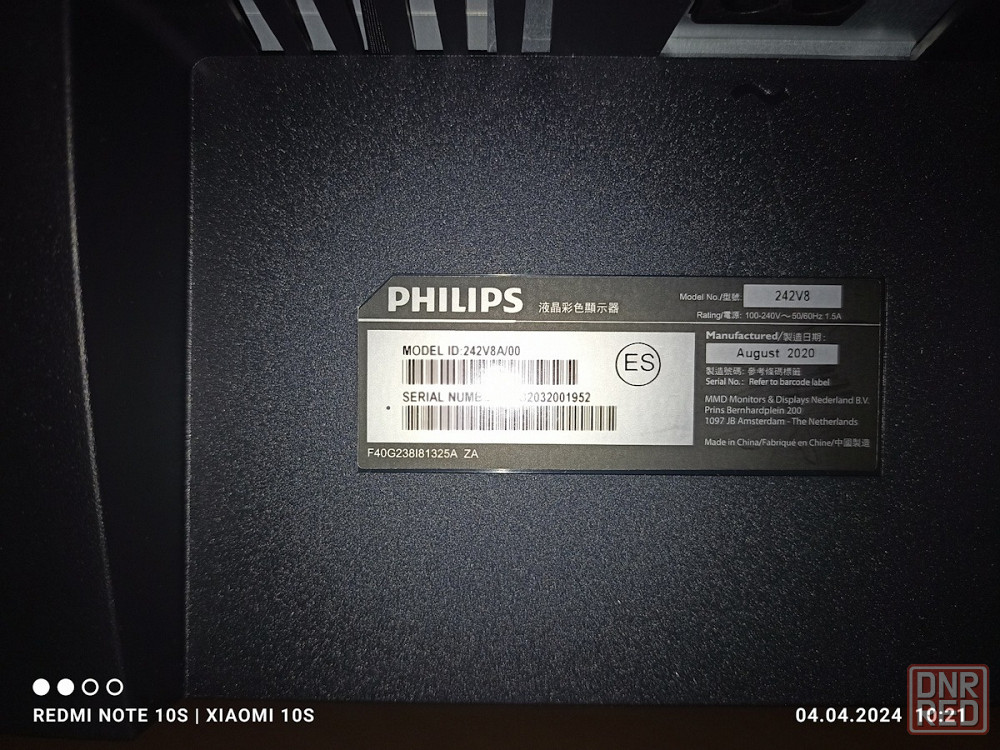 PHILIPS 液晶彩色顯示器
Model No./型號: 242V8
Rating/電源: 100-240V～50/60Hz 1.5A
MODEL ID:242V8A/00
SERIAL 2032001952
ES
F40G238I81325A ZA
Manufactured/製造日期:
August 2020
製造號碼: 參考條碼標籤
Serial No.: Refer to barcode label
MMD Monitors & Displays Nederland B.V.
Prins Bernhardplein 200
1097 JB Amsterdam - The Netherlands
Made in China/Fabriqué en Chine/中國製造
REDMI NOTE 10S | XIAOMI 10S
04.04.2024 10:21
DNR
RED